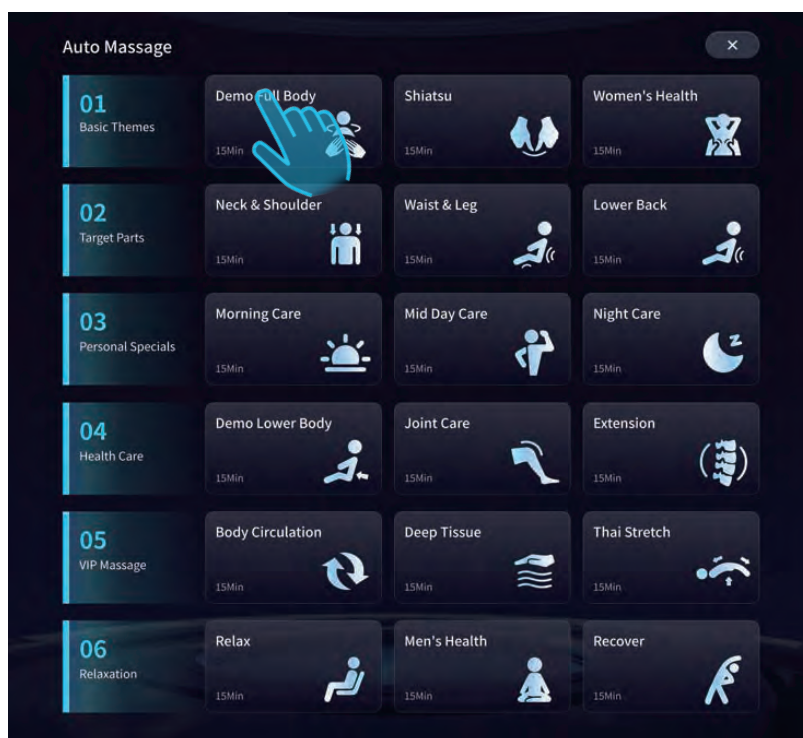 Auto Massage
×
01
Basic Themes
Demo Full Body
15Min
Shiatsu
15Min
Women's Health
15Min
02
Target Parts
Neck & Shoulder
15Min
Waist & Leg
15Min
Lower Back
15Min
03
Personal Specials
Morning Care
15Min
Mid Day Care
15Min
Night Care
15Min
z
04
Health Care
Demo Lower Body
15Min
Joint Care
15Min
Extension
15Min
05
VIP Massage
Body Circulation
15Min
Deep Tissue
15Min
Thai Stretch
15Min
06
Relaxation
Relax
15Min
Men's Health
15Min
Recover
15Min